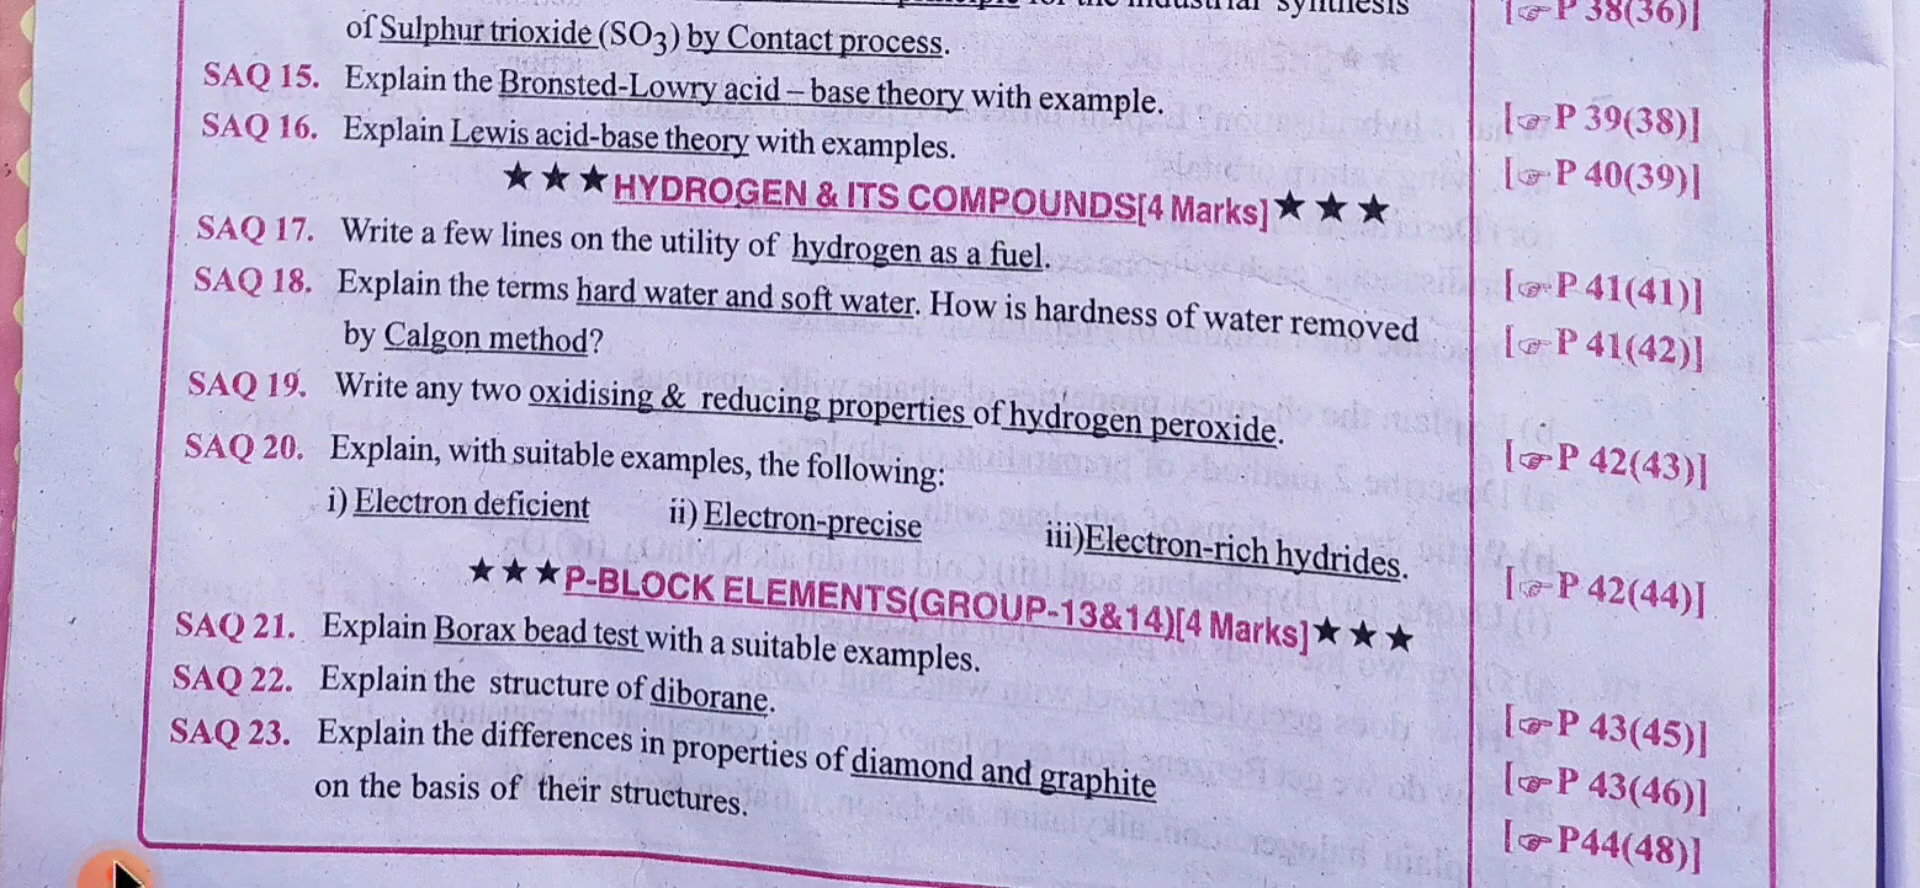 of Sulphur trioxide (SO3) by Contact process.
[☞P 38(36)]
SAQ 15. Explain the Bronsted-Lowry acid – base theory with example.
[☞P 39(38)]
SAQ 16. Explain Lewis acid-base theory with examples.
[☞P 40(39)]
★★★HYDROGEN & ITS COMPOUNDS[4 Marks]★★★
SAQ 17. Write a few lines on the utility of hydrogen as a fuel.
[☞P 41(41)]
SAQ 18. Explain the terms hard water and soft water. How is hardness of water removed
by Calgon method?
[☞P 41(42)]
SAQ 19. Write any two oxidising & reducing properties of hydrogen peroxide.
[☞P 42(43)]
SAQ 20. Explain, with suitable examples, the following:
i) Electron deficient ii) Electron-precise iii)Electron-rich hydrides.
[☞P 42(44)]
★★★P-BLOCK ELEMENTS(GROUP-13&14)[4 Marks]★★★
SAQ 21. Explain Borax bead test with a suitable examples.
[☞P 43(45)]
SAQ 22. Explain the structure of diborane.
[☞P 43(46)]
SAQ 23. Explain the differences in properties of diamond and graphite
on the basis of their structures.
[☞P44(48)]